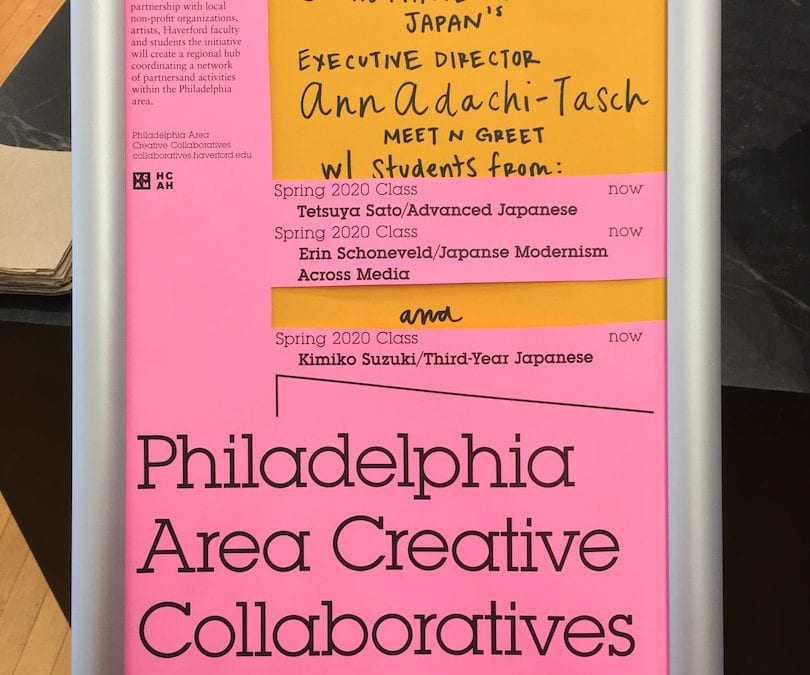 partnership with local
non-profit organizations,
artists, Haverford faculty
and students the initiative
will create a regional hub
coordinating a network
of partnersand activities
within the Philadelphia
area.
Philadelphia Area
Creative Collaboratives
collaboratives.haverford.edu
HC
AH
JAPAN's
EXECUTIVE DIRECTOR
Ann Adachi-Tasch
MEET N GREET
w/ Students from:
Spring 2020 Class now
Tetsuya Sato/Advanced Japanese
Spring 2020 Class now
Erin Schoneveld/Japanse Modernism
Across Media
and
Spring 2020 Class now
Kimiko Suzuki/Third-Year Japanese
Philadelphia
Area Creative
Collaboratives